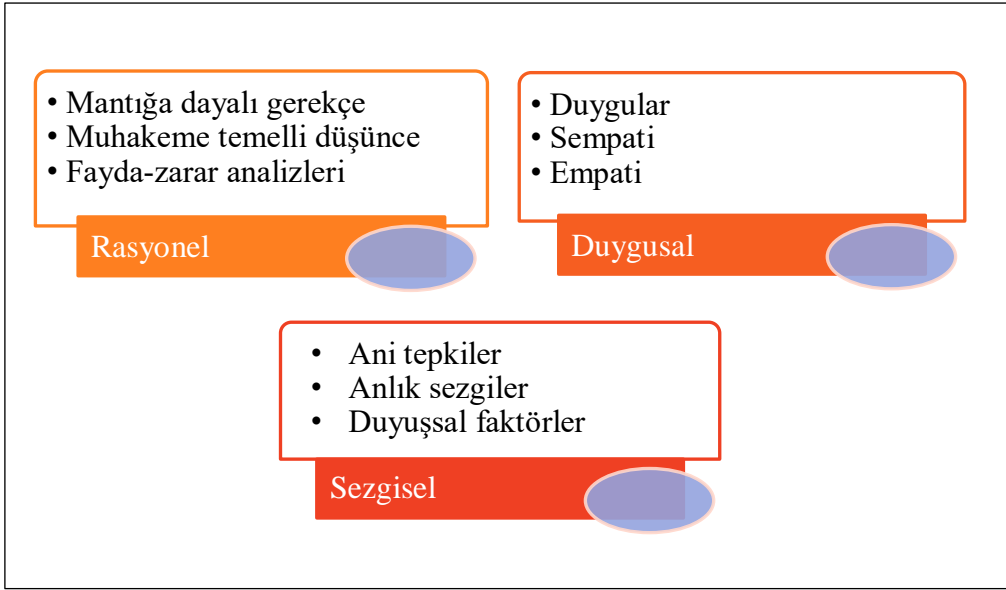 • Mantığa dayalı gerekçe
• Muhakeme temelli düşünce
• Fayda-zarar analizleri
Rasyonel
• Duygular
• Sempati
• Empati
Duygusal
• Ani tepkiler
• Anlık sezgiler
• Duyuşsal faktörler
Sezgisel